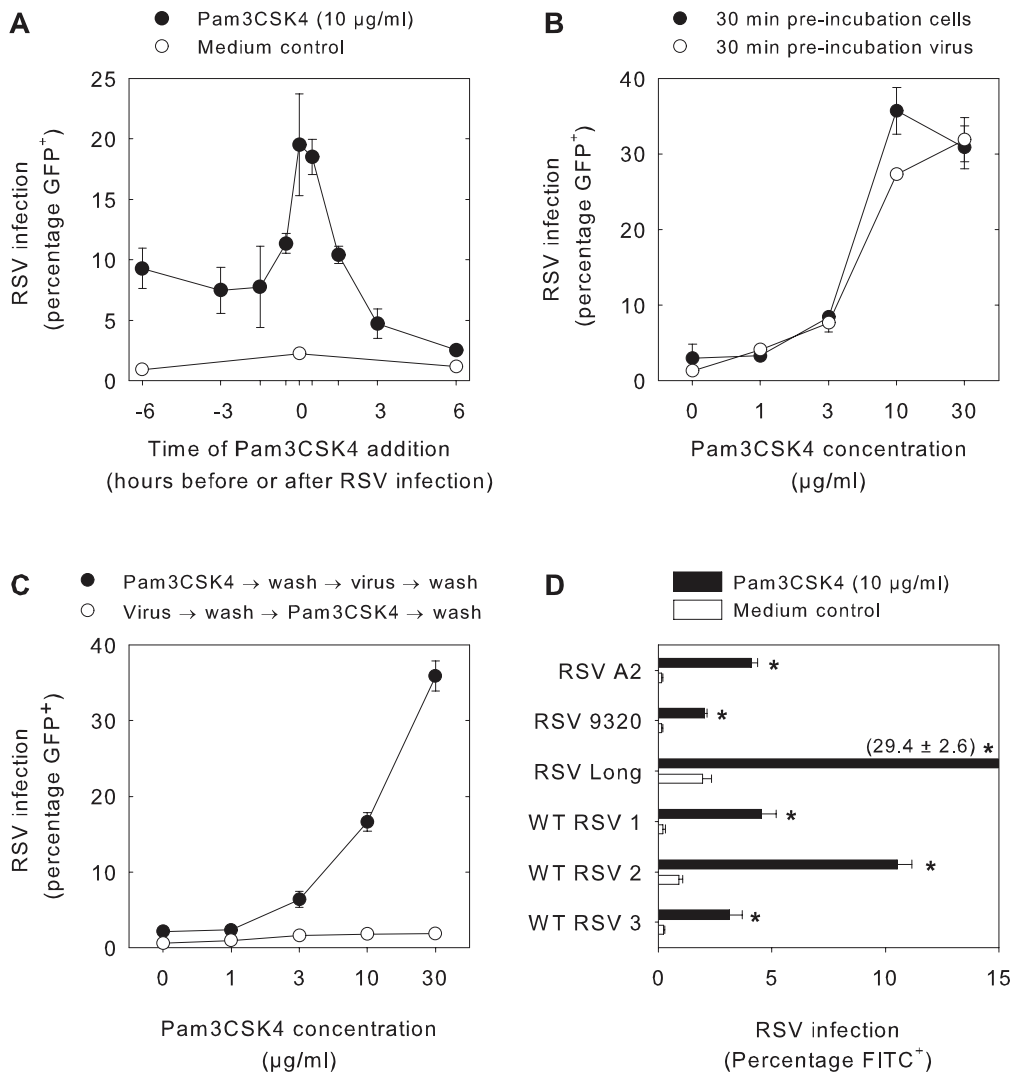 A
Pam3CSK4 (10 µg/ml)
Medium control
25
20
15
10
5
0
RSV infection
(percentage GFP+)
-6
-3
0
3
6
Time of Pam3CSK4 addition
(hours before or after RSV infection)
B
30 min pre-incubation cells
30 min pre-incubation virus
40
30
20
10
0
RSV infection
(percentage GFP+)
0
1
3
10
30
Pam3CSK4 concentration
(µg/ml)
C
Pam3CSK4 → wash → virus → wash
Virus → wash → Pam3CSK4 → wash
40
30
20
10
0
RSV infection
(percentage GFP+)
0
1
3
10
30
Pam3CSK4 concentration
(µg/ml)
D
Pam3CSK4 (10 µg/ml)
Medium control
RSV A2
*
RSV 9320
*
(29.4 ± 2.6) *
RSV Long
WT RSV 1
*
WT RSV 2
*
WT RSV 3
*
0
5
10
15
RSV infection
(Percentage FITC+)